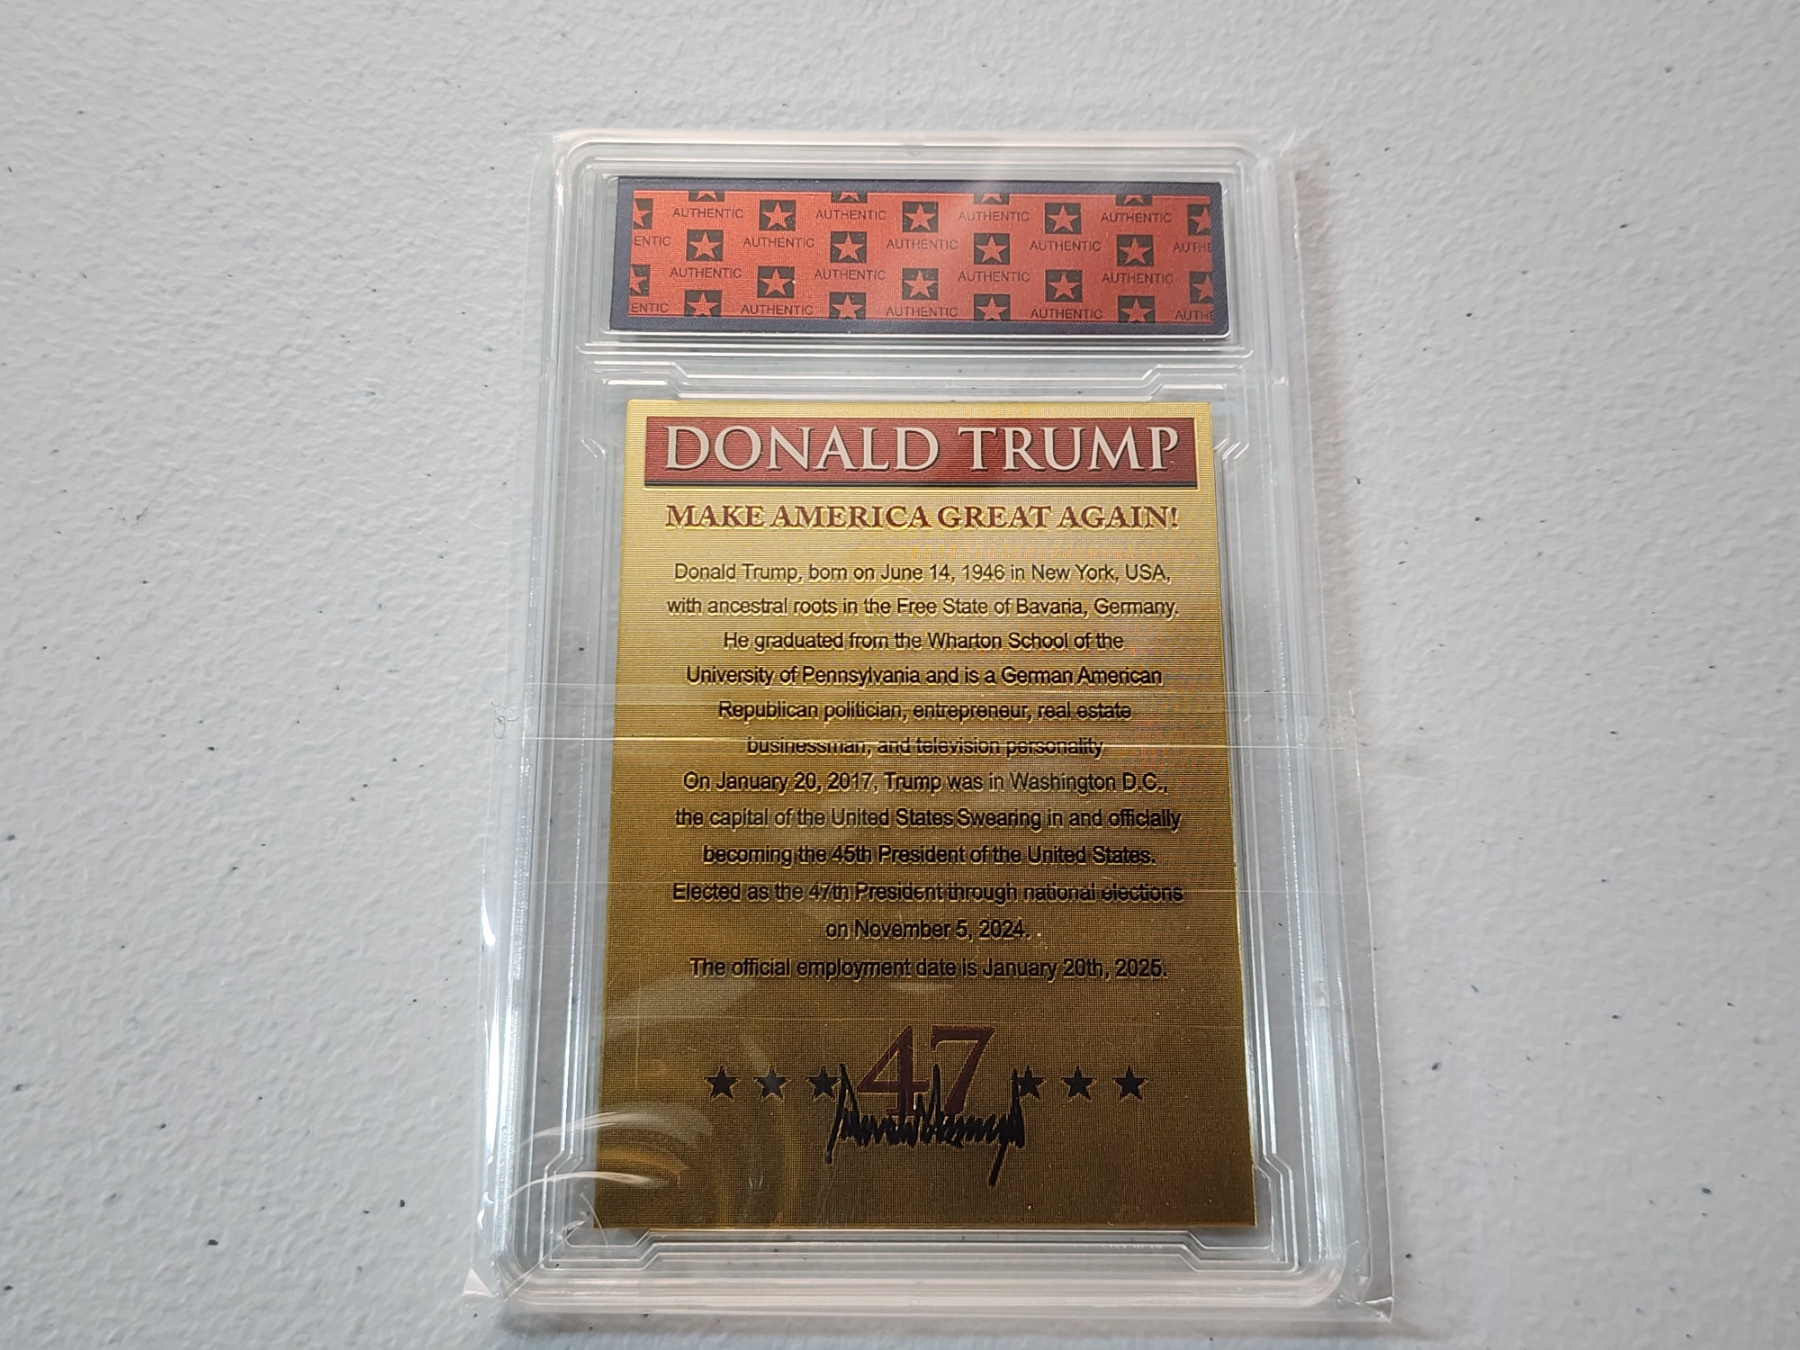 AUTHENTIC AUTHENTIC AUTHENTIC AUTHENTIC
ENTIC AUTHENTIC AUTHENTIC AUTHENTIC AUTHE
AUTHENTIC AUTHENTIC AUTHENTIC AUTHENTIC
ENTIC AUTHENTIC AUTHENTIC AUTHENTIC AUTHE
DONALD TRUMP
MAKE AMERICA GREAT AGAIN!
Donald Trump, born on June 14, 1946 in New York, USA,
with ancestral roots in the Free State of Bavaria, Germany.
He graduated from the Wharton School of the
University of Pennsylvania and is a German American
Republican politician, entrepreneur, real estate
businessman, and television personality
On January 20, 2017, Trump was in Washington D.C.,
the capital of the United States Swearing in and officially
becoming the 45th President of the United States.
Elected as the 47th President through national elections
on November 5, 2024. .
The official employment date is January 20th, 2025.
47